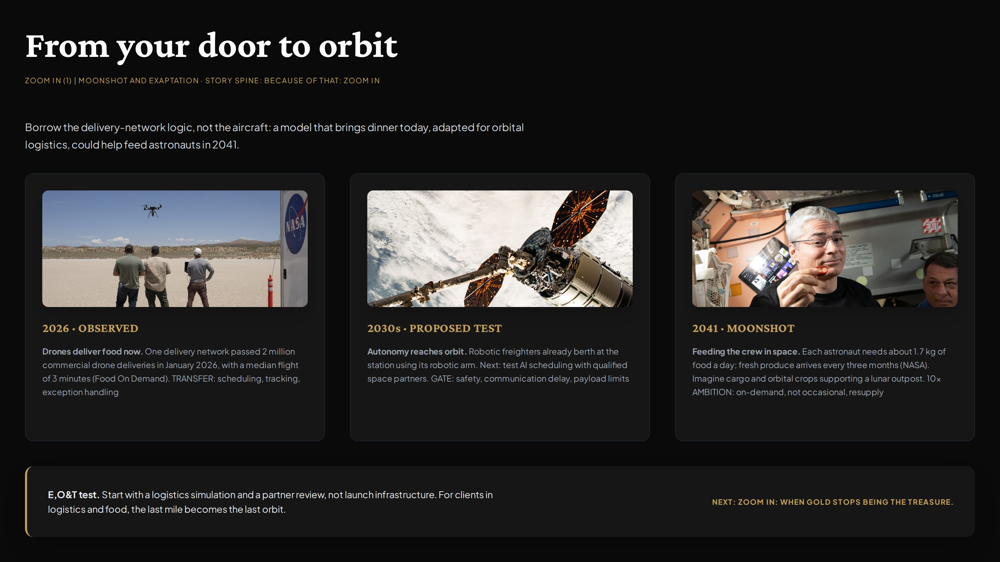 From your door to orbit
ZOOM IN (1) | MOONSHOT AND EXAPTATION · STORY SPINE: BECAUSE OF THAT: ZOOM IN
Borrow the delivery-network logic, not the aircraft: a model that brings dinner today, adapted for orbital
logistics, could help feed astronauts in 2041.
NASA
2026 · OBSERVED
Drones deliver food now. One delivery network passed 2 million
commercial drone deliveries in January 2026, with a median flight
of 3 minutes (Food On Demand). TRANSFER: scheduling, tracking,
exception handling
Canada
2030s · PROPOSED TEST
Autonomy reaches orbit. Robotic freighters already berth at the
station using its robotic arm. Next: test AI scheduling with qualified
space partners. GATE: safety, communication delay, payload limits
EXIT
CLOSING HATCH
2041 · MOONSHOT
Feeding the crew in space. Each astronaut needs about 1.7 kg of
food a day; fresh produce arrives every three months (NASA).
Imagine cargo and orbital crops supporting a lunar outpost. 10×
AMBITION: on-demand, not occasional, resupply
E,O&T test. Start with a logistics simulation and a partner review, not launch infrastructure. For clients in
logistics and food, the last mile becomes the last orbit.
NEXT: ZOOM IN: WHEN GOLD STOPS BEING THE TREASURE.